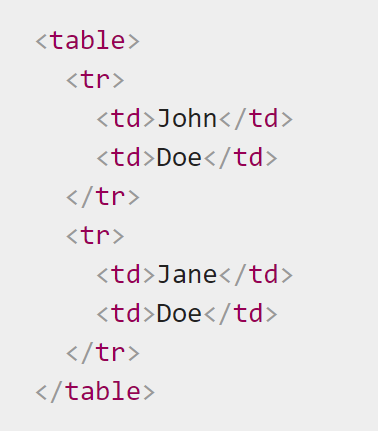 <table>
  <tr>
    <td>John</td>
    <td>Doe</td>
  </tr>
  <tr>
    <td>Jane</td>
    <td>Doe</td>
  </tr>
</table>